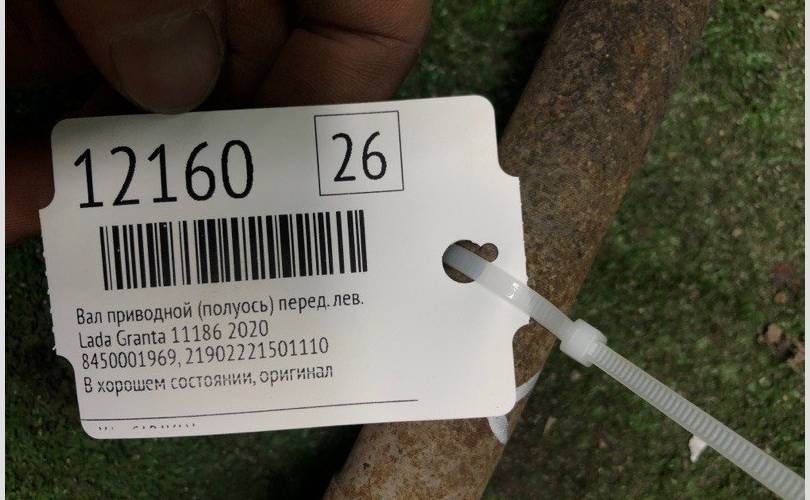 12160 26
Вал приводной (полуось) перед. лев.
Lada Granta 11186 2020
8450001969, 21902221501110
В хорошем состоянии, оригинал